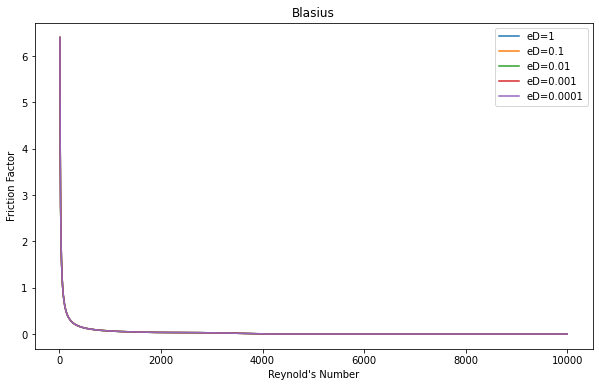 Blasius
eD=1
eD=0.1
eD=0.01
eD=0.001
eD=0.0001
Friction Factor
6
5
4
3
2
1
0
0 2000 4000 6000 8000 10000
Reynold's Number